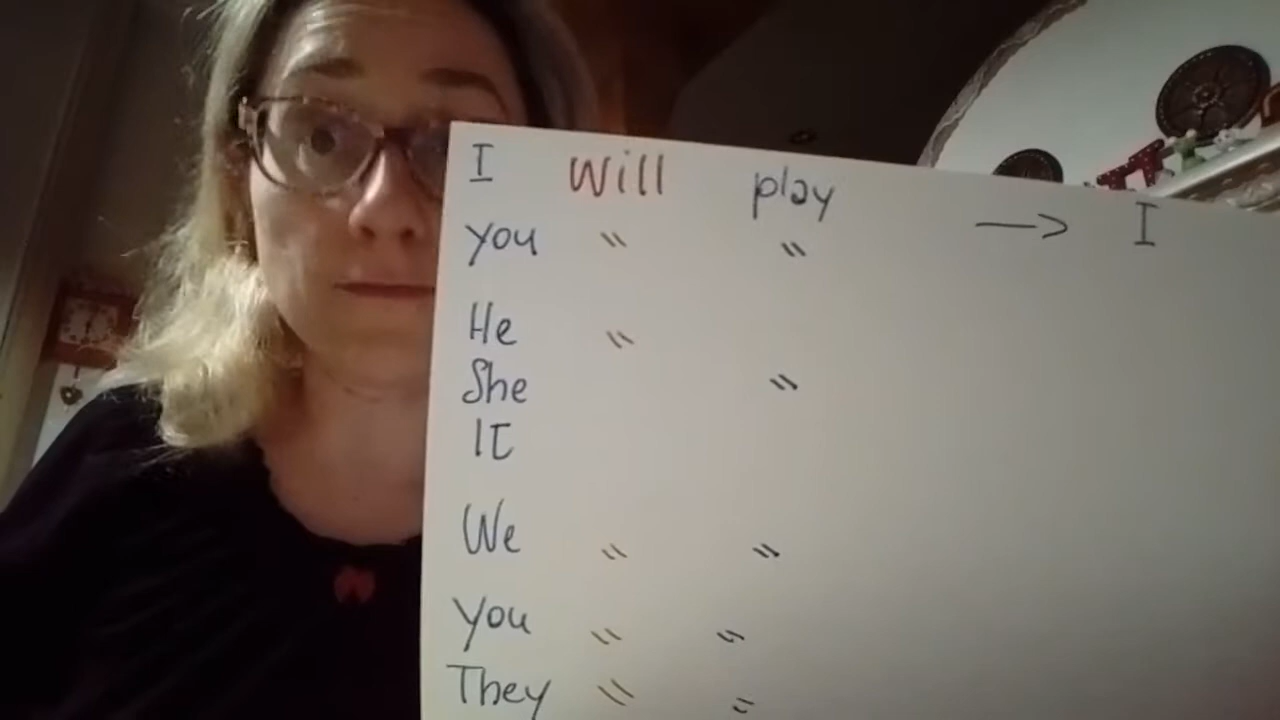 I will play → I
You " "
He "
She "
It
We " "
You " "
They " "